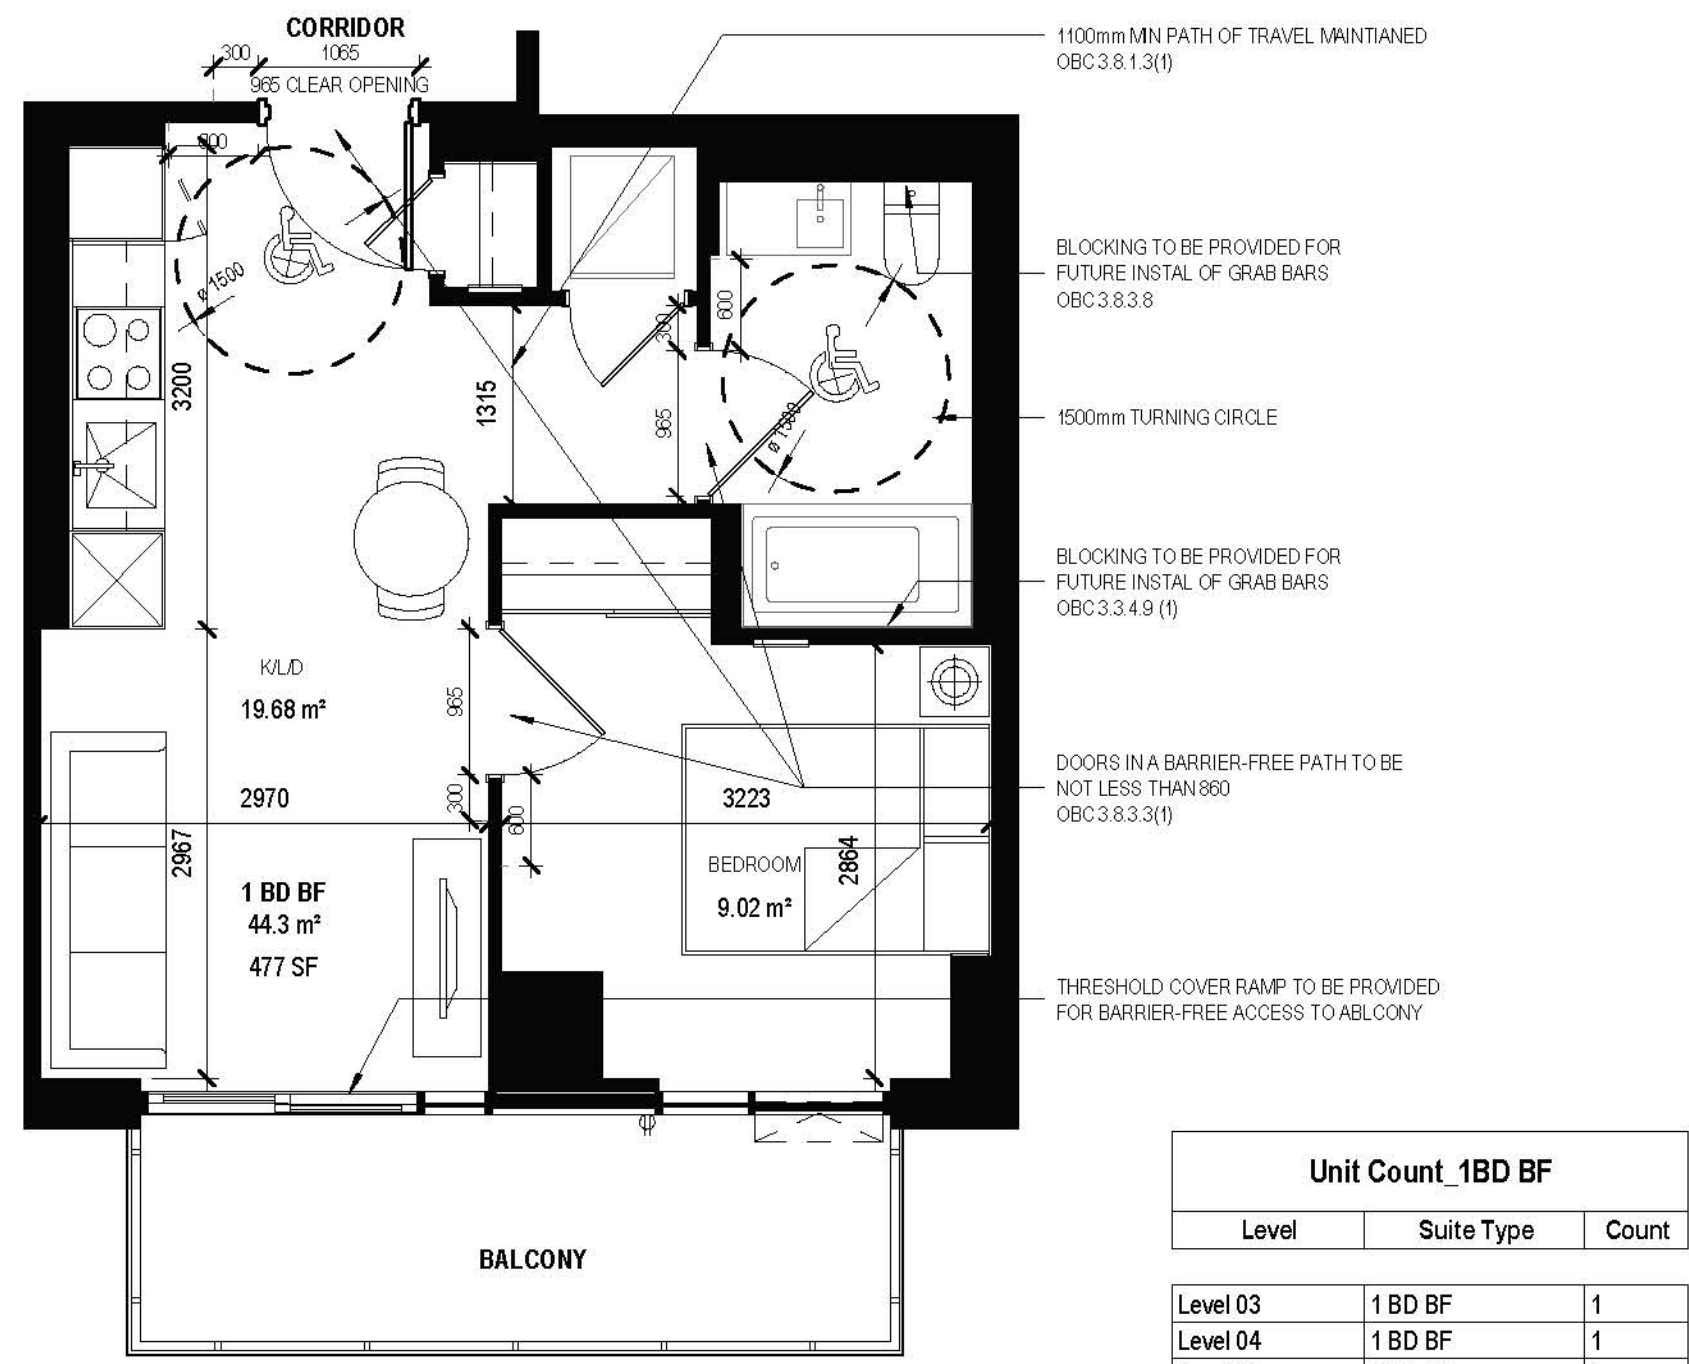 CORRIDOR
300
1065
965 CLEAR OPENING
1100mm MIN PATH OF TRAVEL MAINTIANED
OBC 3.8.1.3(1)
600
ø 1500
BLOCKING TO BE PROVIDED FOR
FUTURE INSTAL OF GRAB BARS
OBC 3.8.3.8
600
300
3200
1315
965
ø 1500
1500mm TURNING CIRCLE
BLOCKING TO BE PROVIDED FOR
FUTURE INSTAL OF GRAB BARS
OBC 3.3.4.9 (1)
K/L/D
19.68 m²
965
DOORS IN A BARRIER-FREE PATH TO BE
NOT LESS THAN 860
OBC 3.8.3.3(1)
2970
300
600
3223
2967
2864
BEDROOM
9.02 m²
1 BD BF
44.3 m²
477 SF
THRESHOLD COVER RAMP TO BE PROVIDED
FOR BARRIER-FREE ACCESS TO ABLCONY
BALCONY
Unit Count_1BD BF
Level Suite Type Count
Level 03 1 BD BF 1
Level 04 1 BD BF 1